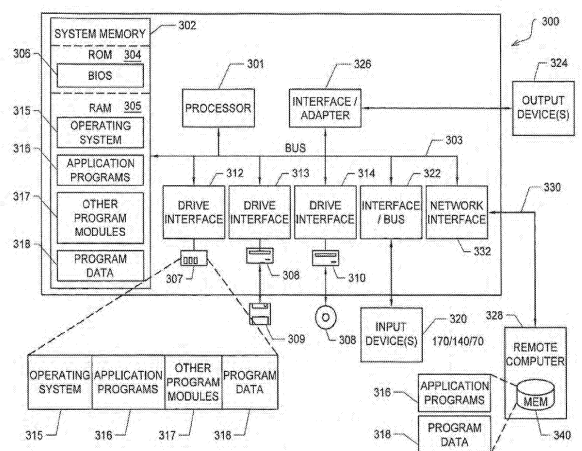 SYSTEM MEMORY
302
300
ROM 304
306
BIOS
301
326
324
RAM 305
315
PROCESSOR
INTERFACE /
ADAPTER
OUTPUT
DEVICE(S)
OPERATING
SYSTEM
316
BUS
303
APPLICATION
PROGRAMS
312
313
314
322
330
317
OTHER
PROGRAM
MODULES
DRIVE
INTERFACE
DRIVE
INTERFACE
DRIVE
INTERFACE
INTERFACE
/ BUS
NETWORK
INTERFACE
332
318
PROGRAM
DATA
307
308
310
309
308
INPUT
DEVICE(S)
320
170/140/70
328
REMOTE
COMPUTER
MEM
340
OPERATING
SYSTEM
APPLICATION
PROGRAMS
OTHER
PROGRAM
MODULES
PROGRAM
DATA
315
316
317
318
316
APPLICATION
PROGRAMS
318
PROGRAM
DATA